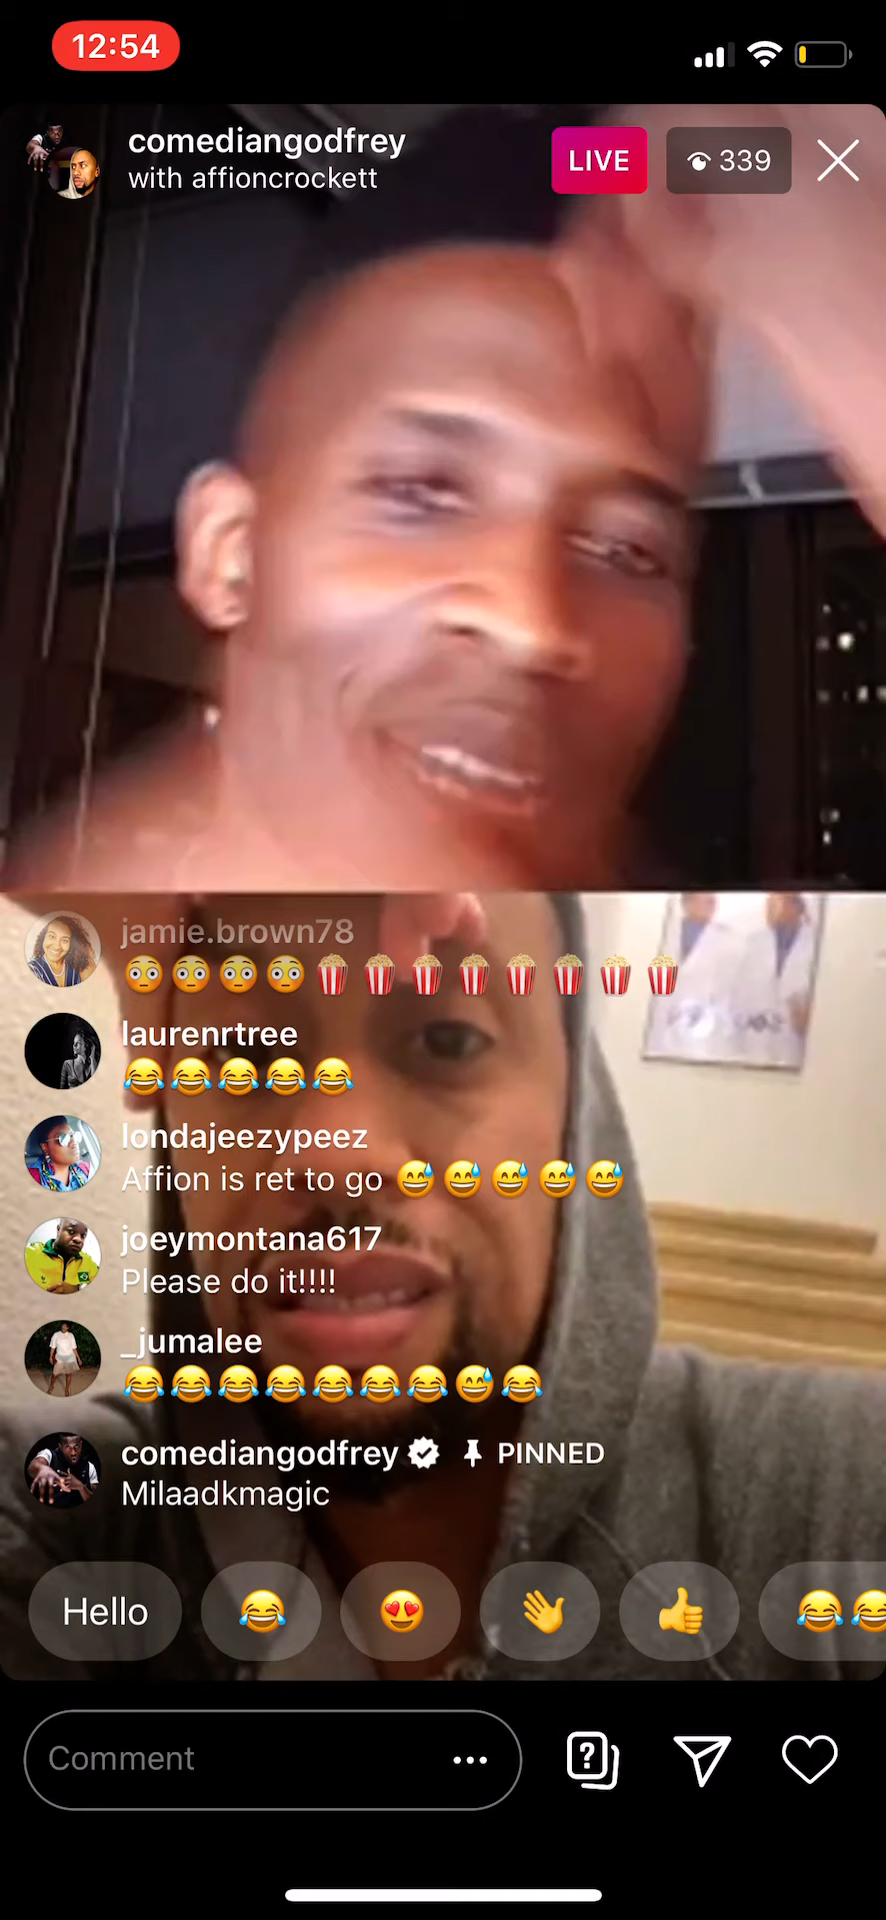 12:54
comediangodfrey
with affioncrockett
LIVE
339
jamie.brown78
😳😳😳😳🍿🍿🍿🍿🍿🍿🍿🍿
laurenrtree
😂😂😂😂😂
londajeezypeez
Affion is ret to go 😅😅😅😅😅
joeymontana617
Please do it!!!!
_jumalee
😂😂😂😂😂😂😂😅😂
comediangodfrey PINNED
Milaadkmagic
Hello 😂 😍 👋 👍 😂😂
Comment